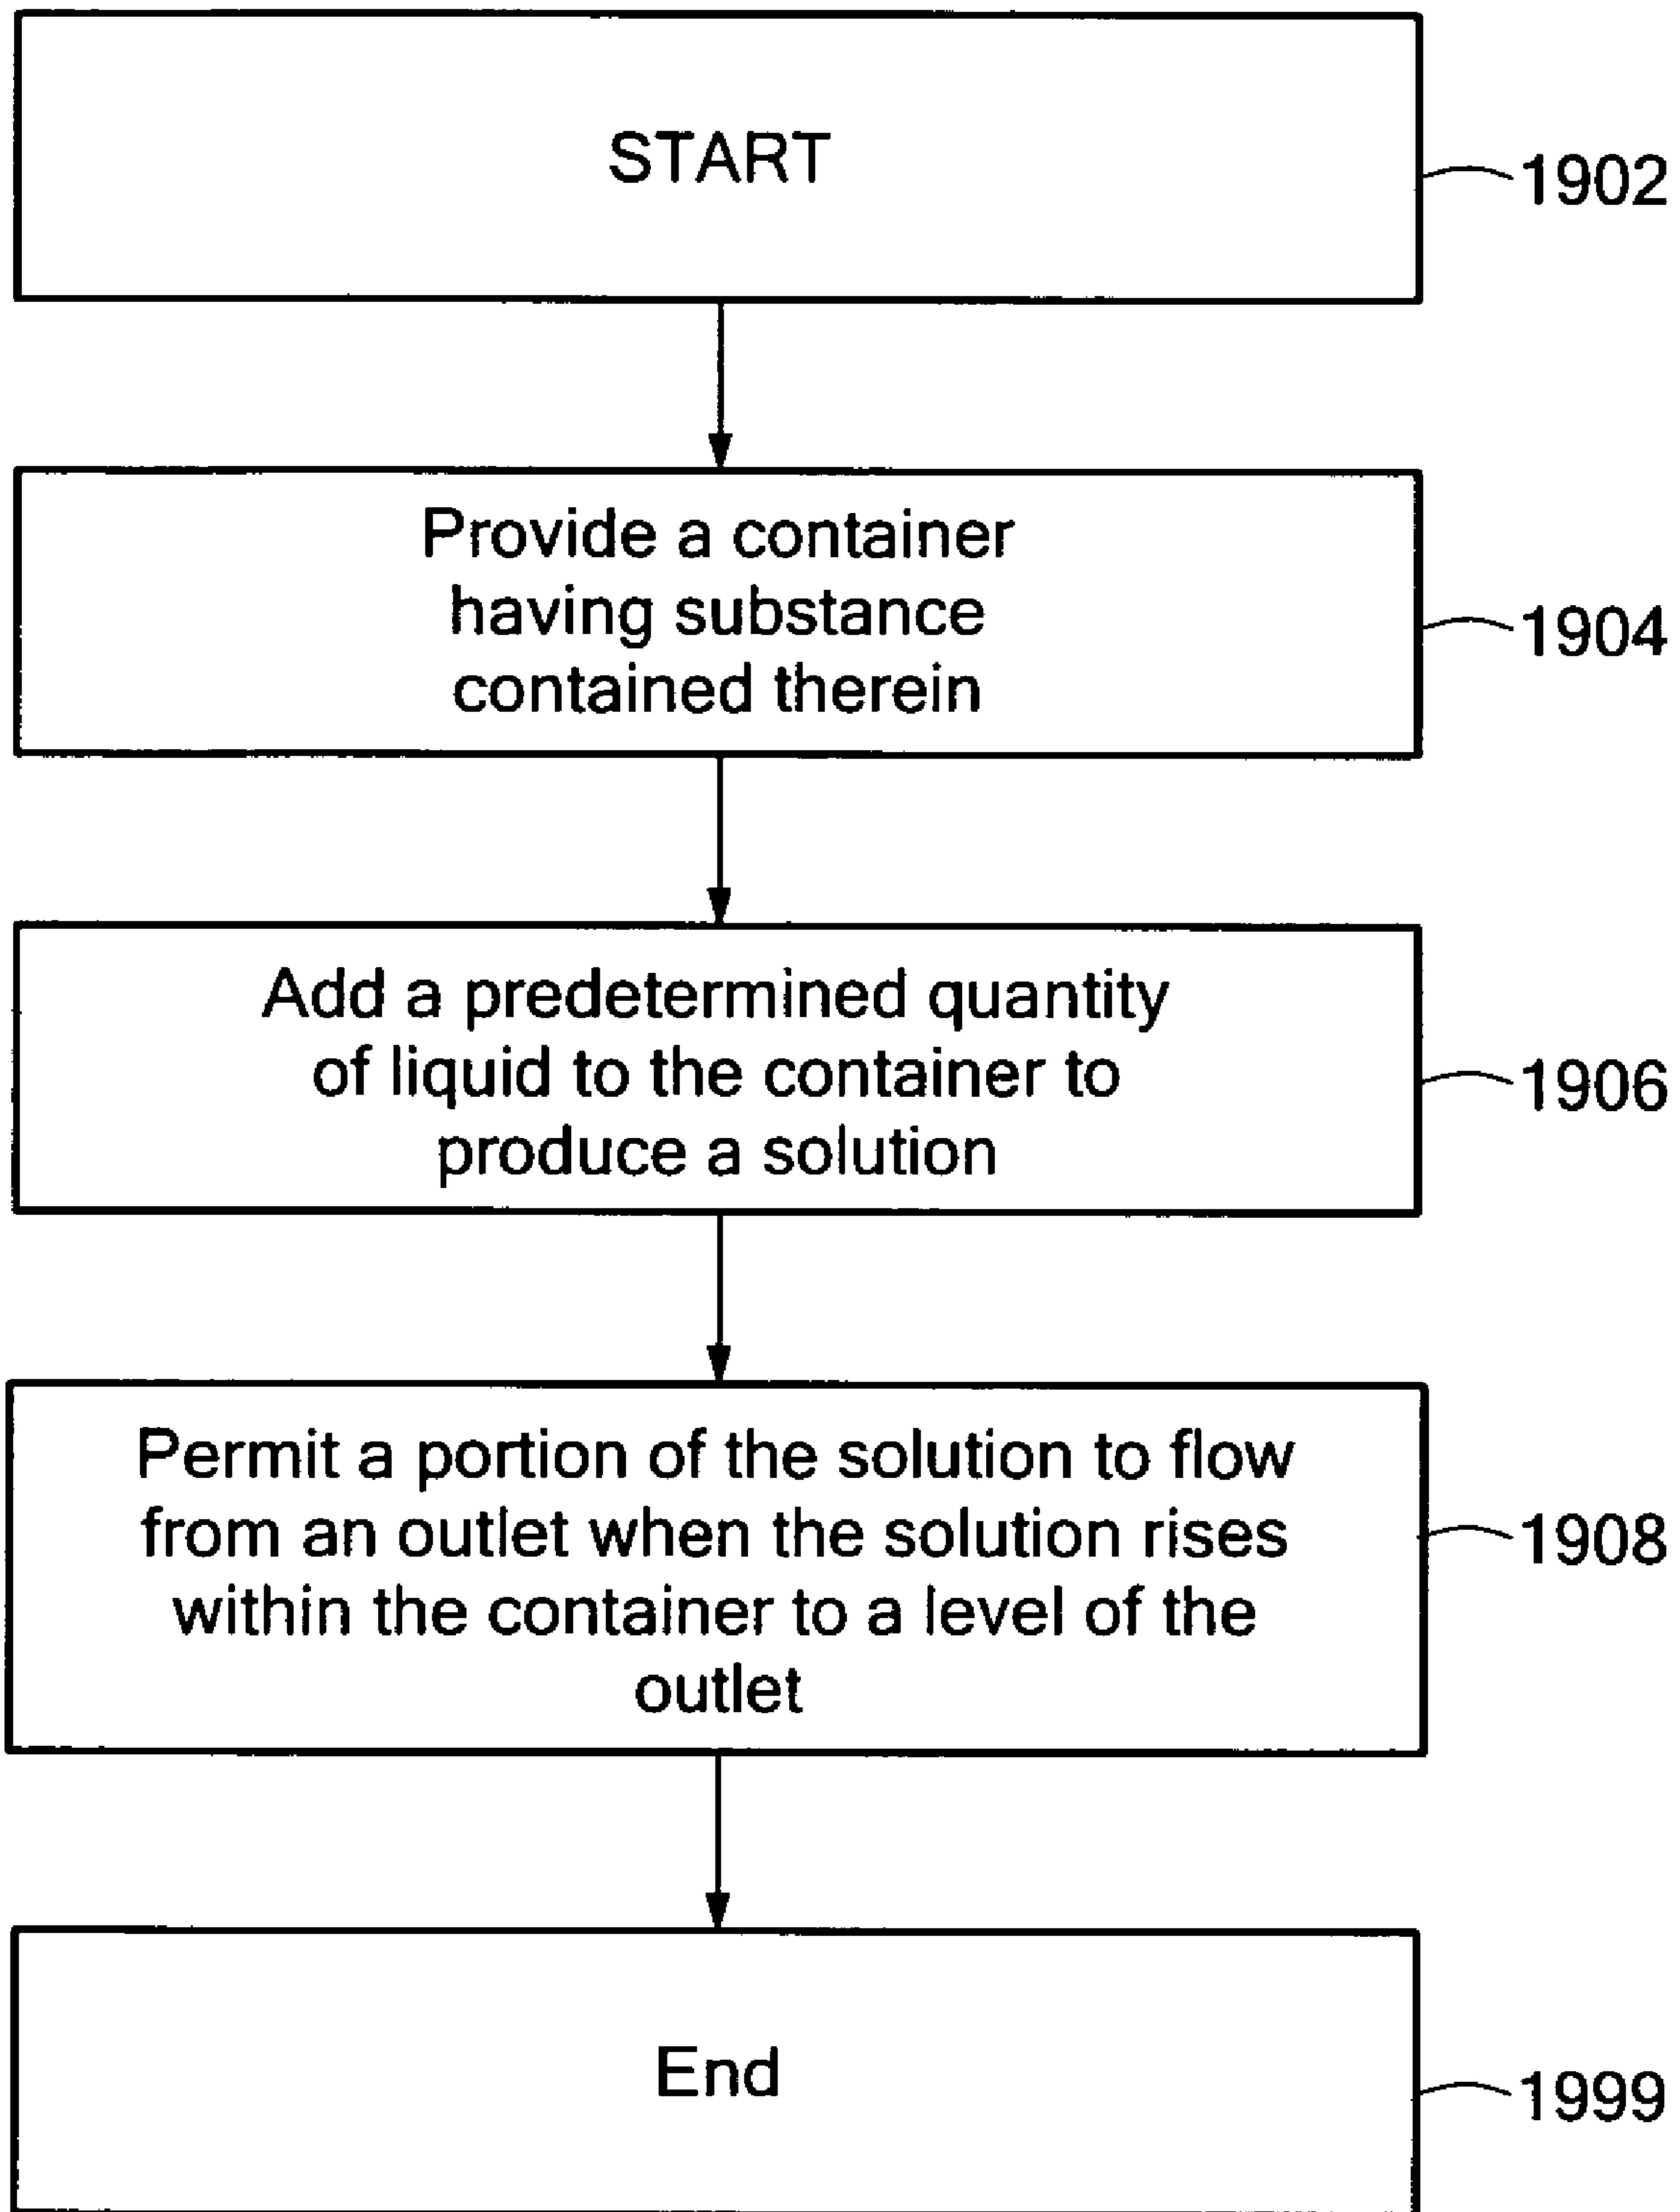 START
1902
Provide a container
having substance
contained therein
1904
Add a predetermined quantity
of liquid to the container to
produce a solution
1906
Permit a portion of the solution to flow
from an outlet when the solution rises
within the container to a level of the
outlet
1908
End
1999